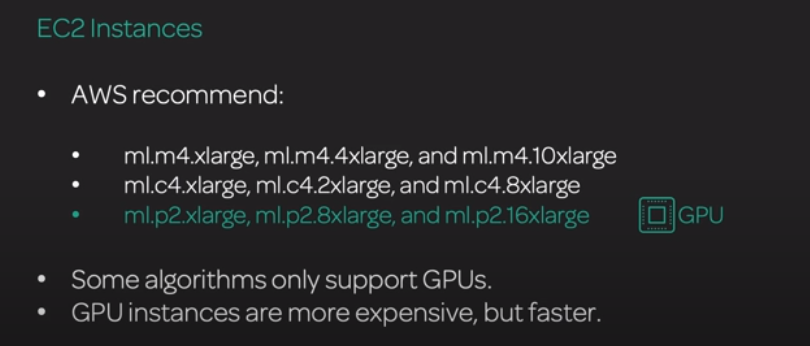 EC2 Instances
• AWS recommend:
• ml.m4.xlarge, ml.m4.4xlarge, and ml.m4.10xlarge
• ml.c4.xlarge, ml.c4.2xlarge, and ml.c4.8xlarge
• ml.p2.xlarge, ml.p2.8xlarge, and ml.p2.16xlarge GPU
• Some algorithms only support GPUs.
• GPU instances are more expensive, but faster.